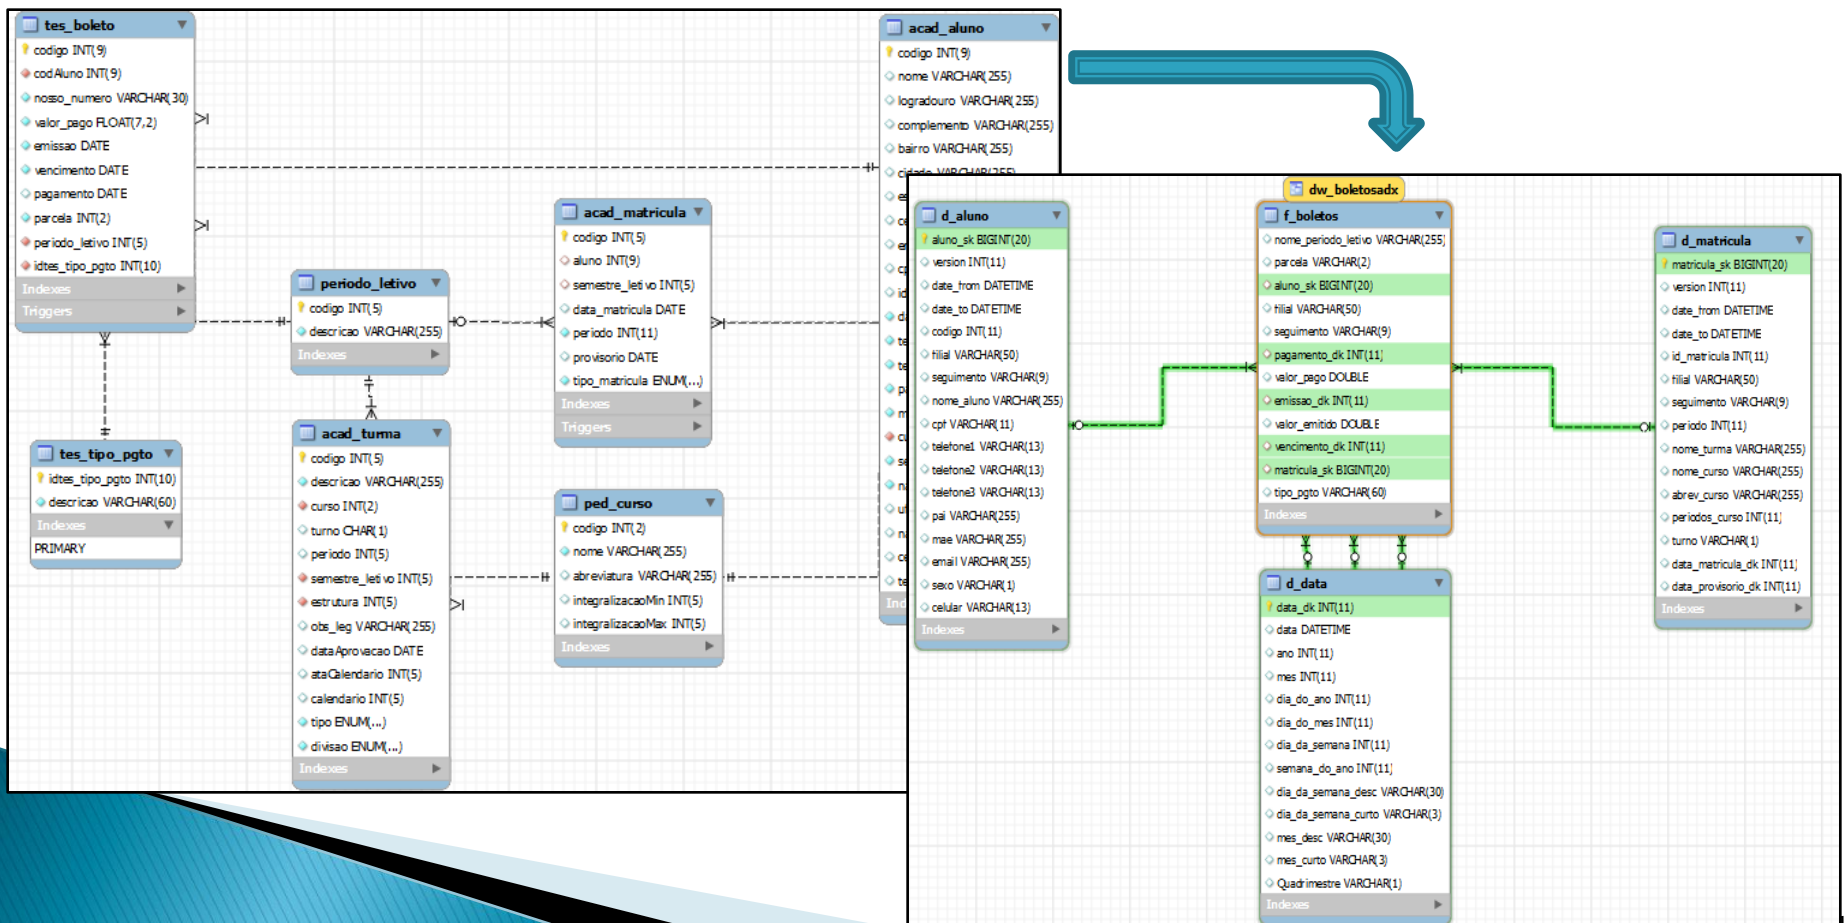 tes_boleto
codigo INT(9)
codAluno INT(9)
nosso_numero VARCHAR(30)
valor_pago FLOAT(7,2)
emissao DATE
vencimento DATE
pagamento DATE
parcela INT(2)
periodo_letivo INT(5)
idtes_tipo_pgto INT(10)
Indexes
Triggers
tes_tipo_pgto
idtes_tipo_pgto INT(10)
descricao VARCHAR(60)
Indexes
PRIMARY
periodo_letivo
codigo INT(5)
descricao VARCHAR(255)
Indexes
acad_turma
codigo INT(5)
descricao VARCHAR(255)
curso INT(2)
turno CHAR(1)
periodo INT(5)
semestre_letivo INT(5)
estrutura INT(5)
obs_leg VARCHAR(255)
dataAprovacao DATE
ataCalendario INT(5)
calendario INT(5)
tipo ENUM(...)
divisao ENUM(...)
Indexes
acad_matricula
codigo INT(5)
aluno INT(9)
semestre_letivo INT(5)
data_matricula DATE
periodo INT(11)
provisorio DATE
tipo_matricula ENUM(...)
Indexes
Triggers
ped_curso
codigo INT(2)
nome VARCHAR(255)
abreviatura VARCHAR(255)
integralizacaoMin INT(5)
integralizacaoMax INT(5)
Indexes
acad_aluno
codigo INT(9)
nome VARCHAR(255)
logradouro VARCHAR(255)
complemento VARCHAR(255)
bairro VARCHAR(255)
cidade VARCHAR(255)
dw_boletosadx
d_aluno
aluno_sk BIGINT(20)
version INT(11)
date_from DATETIME
date_to DATETIME
codigo INT(11)
filial VARCHAR(50)
seguimento VARCHAR(9)
nome_aluno VARCHAR(255)
cpf VARCHAR(11)
telefone1 VARCHAR(13)
telefone2 VARCHAR(13)
telefone3 VARCHAR(13)
pai VARCHAR(255)
mae VARCHAR(255)
email VARCHAR(255)
sexo VARCHAR(1)
celular VARCHAR(13)
Indexes
f_boletos
nome_periodo_letivo VARCHAR(255)
parcela VARCHAR(2)
aluno_sk BIGINT(20)
filial VARCHAR(50)
seguimento VARCHAR(9)
pagamento_dk INT(11)
valor_pago DOUBLE
emissao_dk INT(11)
valor_emitido DOUBLE
vencimento_dk INT(11)
matricula_sk BIGINT(20)
tipo_pgto VARCHAR(60)
Indexes
d_data
data_dk INT(11)
data DATETIME
ano INT(11)
mes INT(11)
dia_do_ano INT(11)
dia_do_mes INT(11)
dia_da_semana INT(11)
semana_do_ano INT(11)
dia_da_semana_desc VARCHAR(30)
dia_da_semana_curto VARCHAR(3)
mes_desc VARCHAR(30)
mes_curto VARCHAR(3)
Quadrimestre VARCHAR(1)
Indexes
d_matricula
matricula_sk BIGINT(20)
version INT(11)
date_from DATETIME
date_to DATETIME
id_matricula INT(11)
filial VARCHAR(50)
seguimento VARCHAR(9)
periodo INT(11)
nome_turma VARCHAR(255)
nome_curso VARCHAR(255)
abrev_curso VARCHAR(255)
periodos_curso INT(11)
turno VARCHAR(1)
data_matricula_dk INT(11)
data_provisorio_dk INT(11)
Indexes